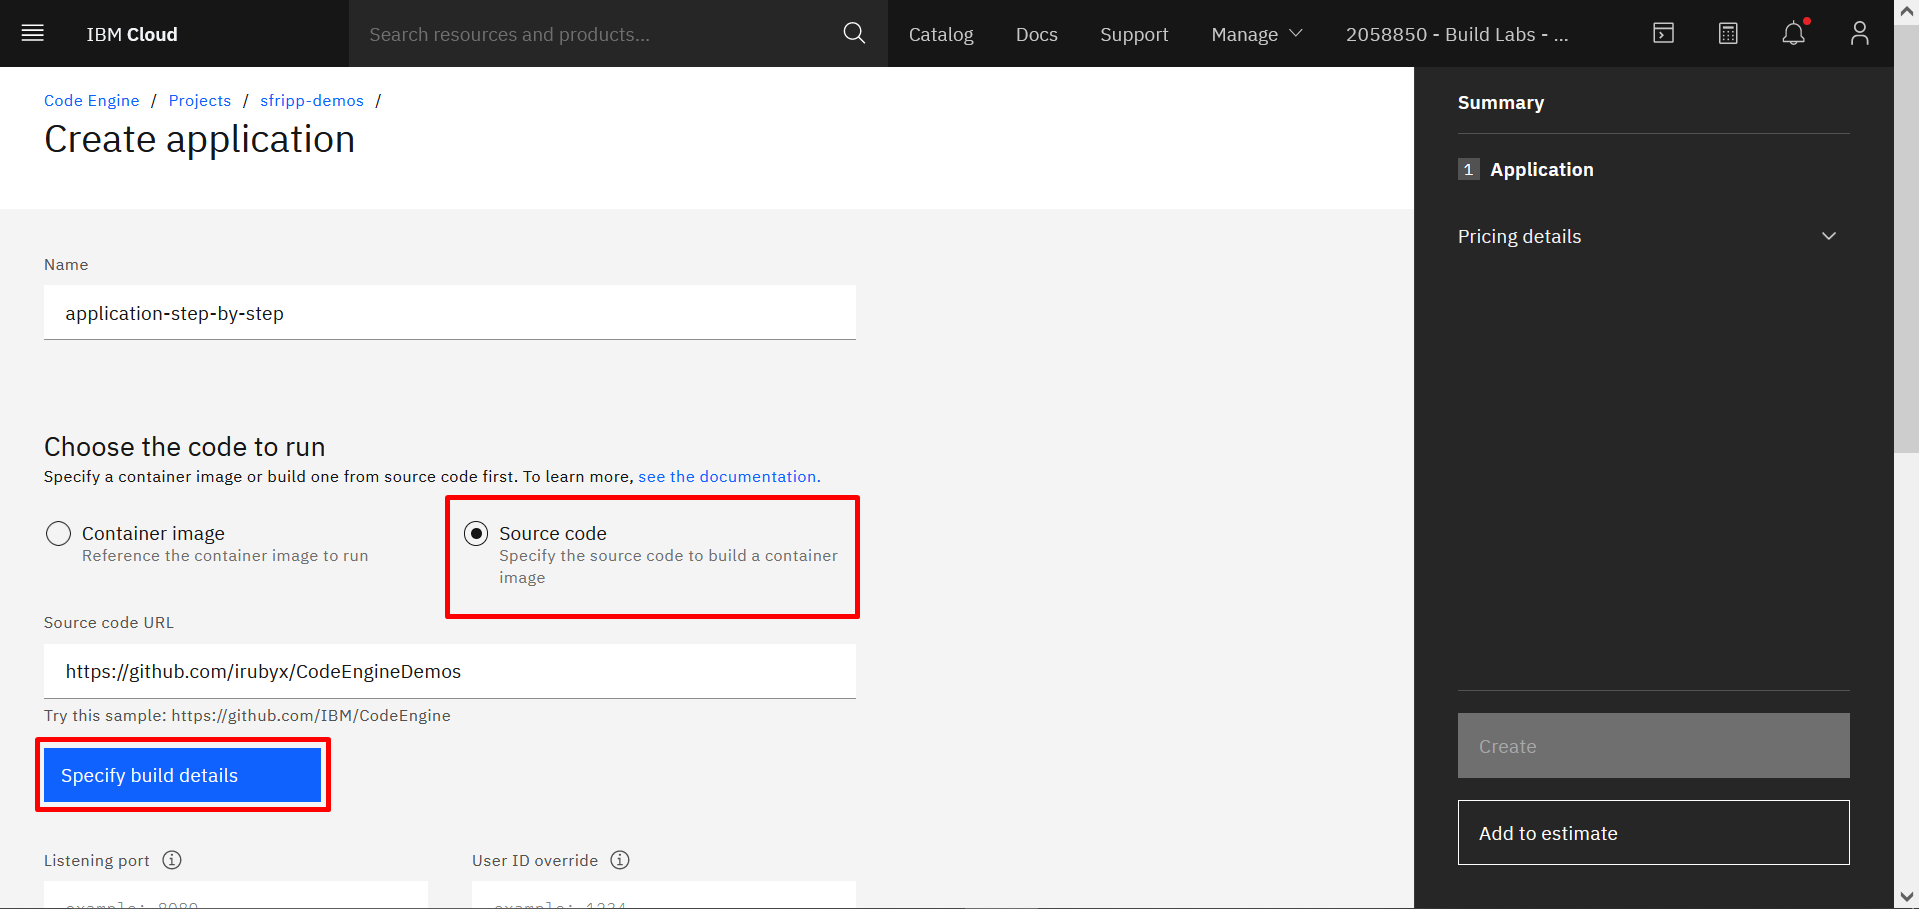 IBM Cloud
Search resources and products...
Catalog
Docs
Support
Manage
2058850 - Build Labs - ...
Code Engine / Projects / sfripp-demos /
Create application
Name
application-step-by-step
Choose the code to run
Specify a container image or build one from source code first. To learn more, see the documentation.
Container image
Reference the container image to run
Source code
Specify the source code to build a container
image
Source code URL
https://github.com/irubyx/CodeEngineDemos
Try this sample: https://github.com/IBM/CodeEngine
Specify build details
Listening port
User ID override
example: 8080
example: 1234
Summary
1 Application
Pricing details
Create
Add to estimate